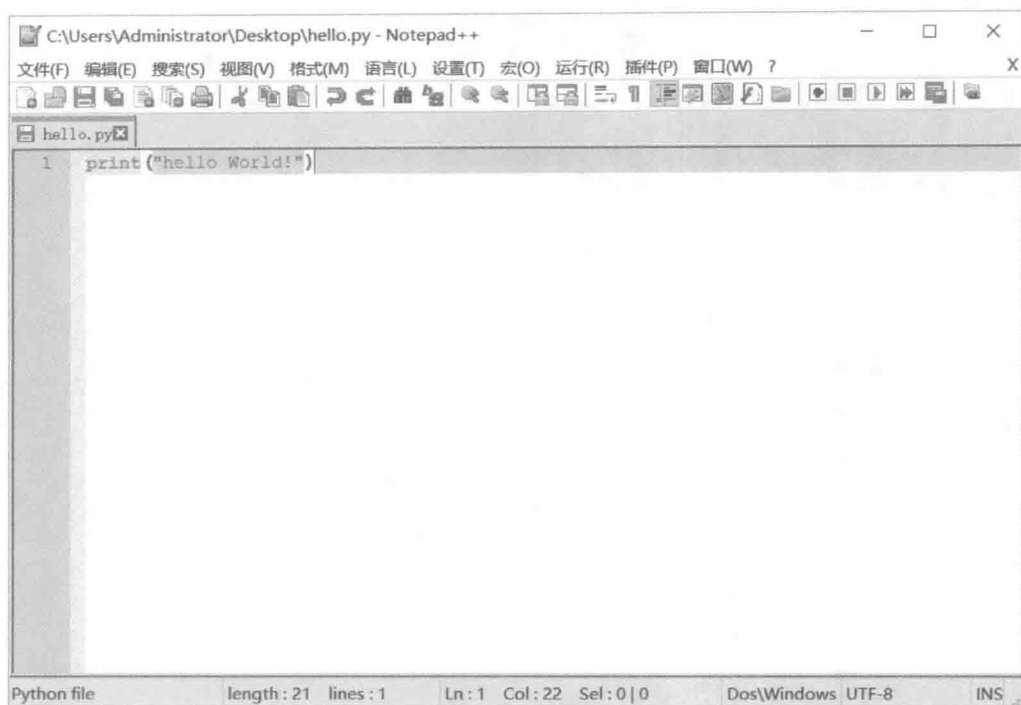 C:\Users\Administrator\Desktop\hello.py - Notepad++
文件(F) 编辑(E) 搜索(S) 视图(V) 格式(M) 语言(L) 设置(T) 宏(O) 运行(R) 插件(P) 窗口(W) ? X
hello.py
1 print("hello World!")
Python file length : 21 lines : 1 Ln : 1 Col : 22 Sel : 0 | 0 Dos\Windows UTF-8 INS